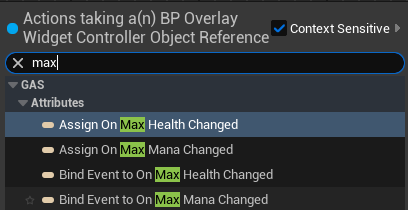 Actions taking a(n) BP Overlay
Widget Controller Object Reference
Context Sensitive
max
GAS
Attributes
Assign On Max Health Changed
Assign On Max Mana Changed
Bind Event to On Max Health Changed
Bind Event to On Max Mana Changed